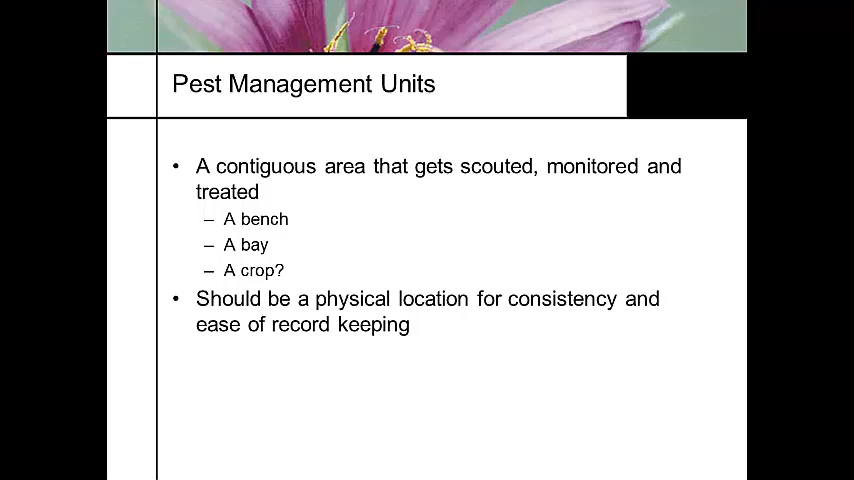 Pest Management Units
• A contiguous area that gets scouted, monitored and
treated
– A bench
– A bay
– A crop?
• Should be a physical location for consistency and
ease of record keeping